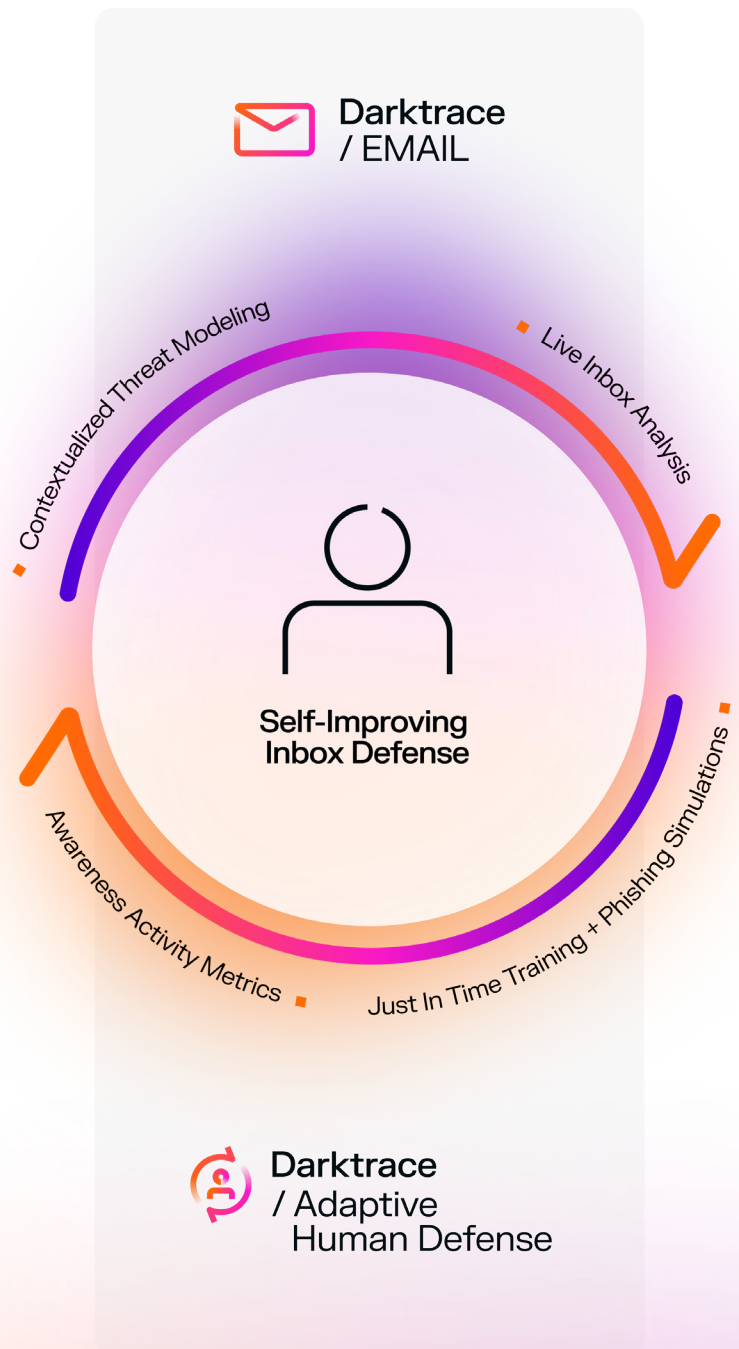 Darktrace
/ EMAIL
Contextualized Threat Modeling
Live Inbox Analysis
Self-Improving
Inbox Defense
Just In Time Training + Phishing Simulations
Awareness Activity Metrics
Darktrace
/ Adaptive
Human Defense